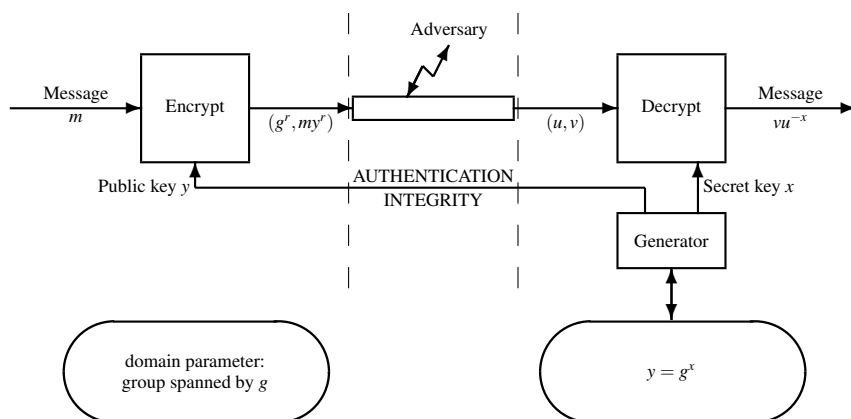 Adversary
Message
m
Encrypt
(g^r, my^r)
(u, v)
Decrypt
Message
vu^{-x}
Public key y
AUTHENTICATION
INTEGRITY
Secret key x
Generator
domain parameter:
group spanned by g
y = g^x